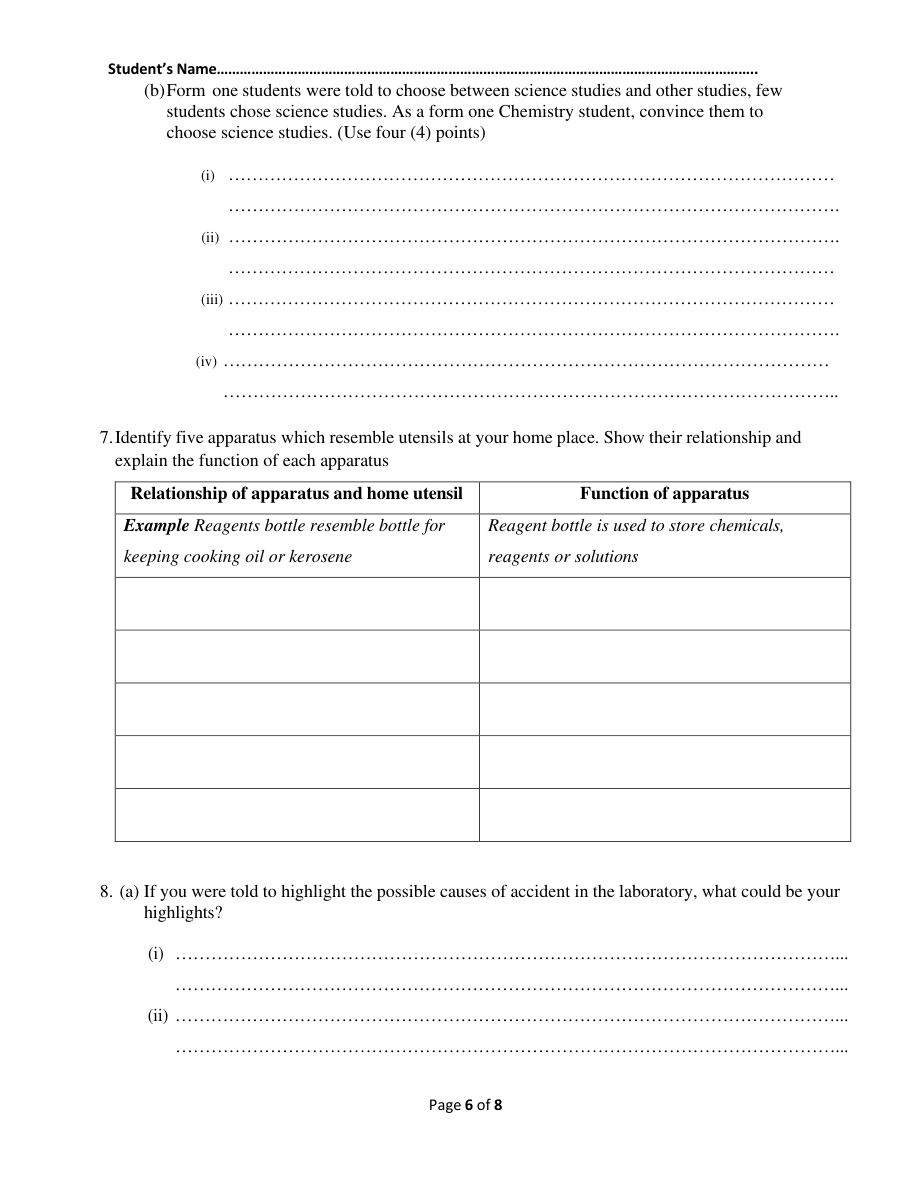 Student's Name…………………………………………………………………………………………………………………………..
(b)Form one students were told to choose between science studies and other studies, few
students chose science studies. As a form one Chemistry student, convince them to
choose science studies. (Use four (4) points)
(i) …………………………………………………………………………………………
………………………………………………………………………………………….
(ii) ………………………………………………………………………………………….
…………………………………………………………………………………………
(iii) …………………………………………………………………………………………
………………………………………………………………………………………….
(iv) …………………………………………………………………………………………
…………………………………………………………………………………………..
7. Identify five apparatus which resemble utensils at your home place. Show their relationship and
explain the function of each apparatus
Relationship of apparatus and home utensil Function of apparatus
Example Reagents bottle resemble bottle for Reagent bottle is used to store chemicals,
keeping cooking oil or kerosene reagents or solutions
8. (a) If you were told to highlight the possible causes of accident in the laboratory, what could be your
highlights?
(i) …………………………………………………………………………………………………...
…………………………………………………………………………………………………...
(ii) …………………………………………………………………………………………………...
…………………………………………………………………………………………………...
Page 6 of 8